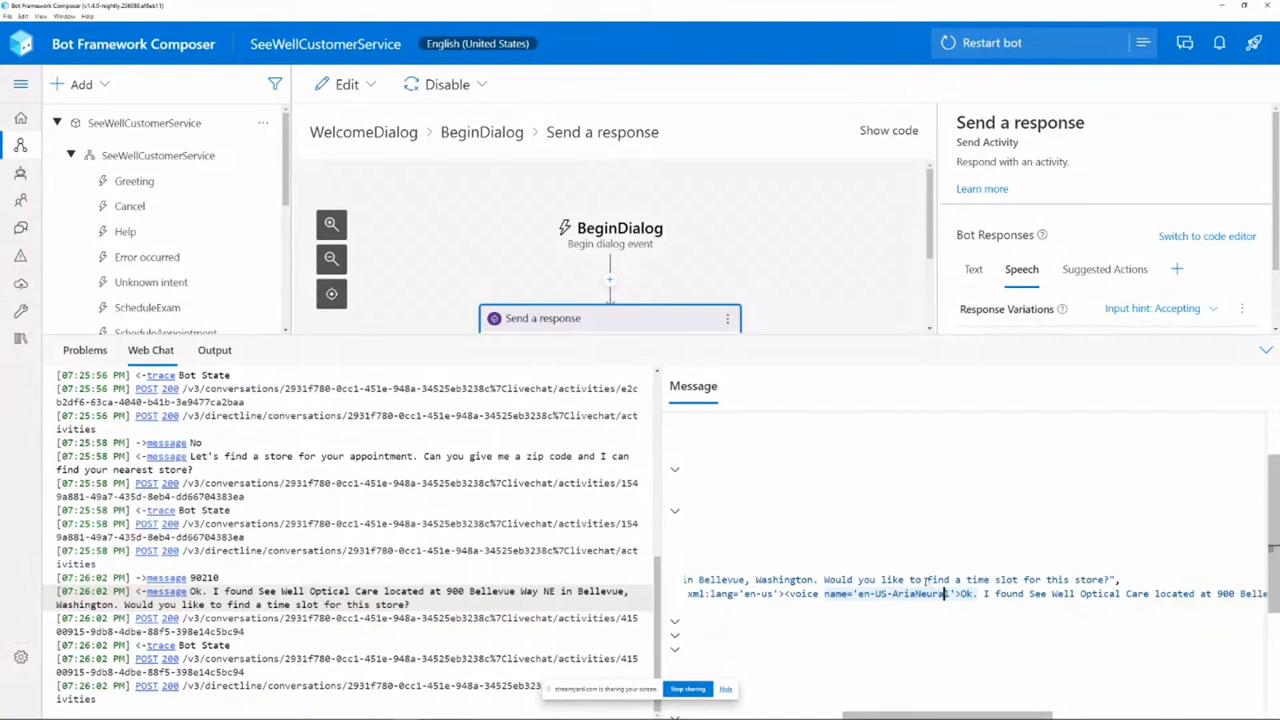 Bot Framework Composer (v1.4.0-nightly.236088.ef8eb11)
File Edit View Window Help
Bot Framework Composer SeeWellCustomerService English (United States) Restart bot
Add Edit Disable
SeeWellCustomerService
SeeWellCustomerService
Greeting
Cancel
Help
Error occurred
Unknown intent
ScheduleExam
ScheduleAppointment
WelcomeDialog > BeginDialog > Send a response Show code
BeginDialog
Begin dialog event
Send a response
Send a response
Send Activity
Respond with an activity.
Learn more
Bot Responses Switch to code editor
Text Speech Suggested Actions
Response Variations Input hint: Accepting
Problems Web Chat Output
[07:25:56 PM] <-trace Bot State
[07:25:56 PM] POST 200 /v3/conversations/2931f780-0cc1-451e-948a-34525eb3238c%7Clivechat/activities/e2c
b2df6-63ca-4040-b41b-3e9477ca2baa
[07:25:56 PM] POST 200 /v3/directline/conversations/2931f780-0cc1-451e-948a-34525eb3238c%7Clivechat/act
ivities
[07:25:58 PM] ->message No
[07:25:58 PM] <-message Let's find a store for your appointment. Can you give me a zip code and I can
find your nearest store?
[07:25:58 PM] POST 200 /v3/conversations/2931f780-0cc1-451e-948a-34525eb3238c%7Clivechat/activities/154
9a881-49a7-435d-8eb4-dd66704383ea
[07:25:58 PM] <-trace Bot State
[07:25:58 PM] POST 200 /v3/conversations/2931f780-0cc1-451e-948a-34525eb3238c%7Clivechat/activities/154
9a881-49a7-435d-8eb4-dd66704383ea
[07:25:58 PM] POST 200 /v3/directline/conversations/2931f780-0cc1-451e-948a-34525eb3238c%7Clivechat/act
ivities
[07:26:02 PM] ->message 90210
[07:26:02 PM] <-message Ok. I found See Well Optical Care located at 900 Bellevue Way NE in Bellevue,
Washington. Would you like to find a time slot for this store?
[07:26:02 PM] POST 200 /v3/conversations/2931f780-0cc1-451e-948a-34525eb3238c%7Clivechat/activities/415
00915-9db8-4dbe-88f5-398e14c5bc94
[07:26:02 PM] <-trace Bot State
[07:26:02 PM] POST 200 /v3/conversations/2931f780-0cc1-451e-948a-34525eb3238c%7Clivechat/activities/415
00915-9db8-4dbe-88f5-398e14c5bc94
[07:26:02 PM] POST 200 /v3/directline/conversations/2931f780-0cc1-451e-948a-34525eb3
ivities
Message
in Bellevue, Washington. Would you like to find a time slot for this store?",
xml:lang='en-us'><voice name='en-US-AriaNeural'>Ok. I found See Well Optical Care located at 900 Belle
streamyard.com is sharing your screen. Stop sharing Hide